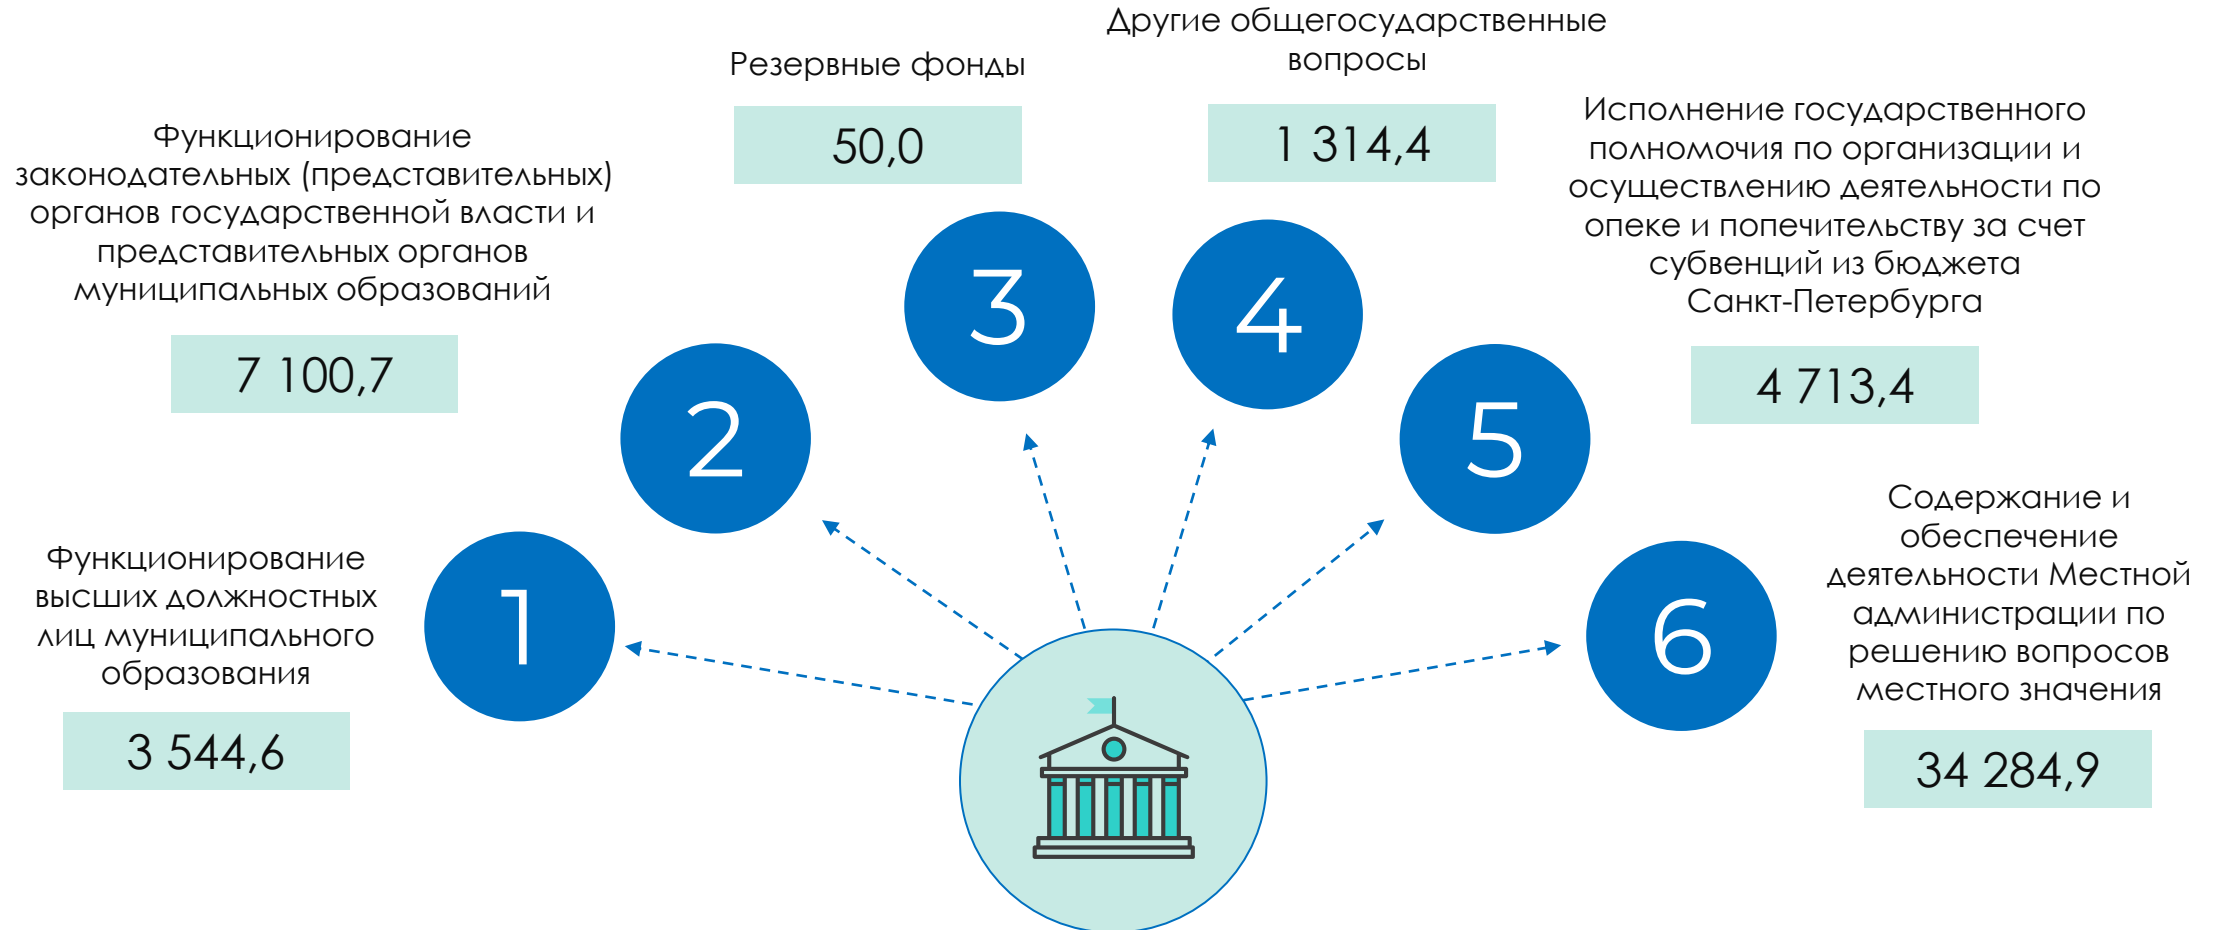 Функционирование
высших должностных
лиц муниципального
образования
3 544,6
1
Функционирование
законодательных (представительных)
органов государственной власти и
представительных органов
муниципальных образований
7 100,7
2
Резервные фонды
50,0
3
Другие общегосударственные
вопросы
1 314,4
4
Исполнение государственного
полномочия по организации и
осуществлению деятельности по
опеке и попечительству за счет
субвенций из бюджета
Санкт-Петербурга
4 713,4
5
Содержание и
обеспечение
деятельности Местной
администрации по
решению вопросов
местного значения
34 284,9
6